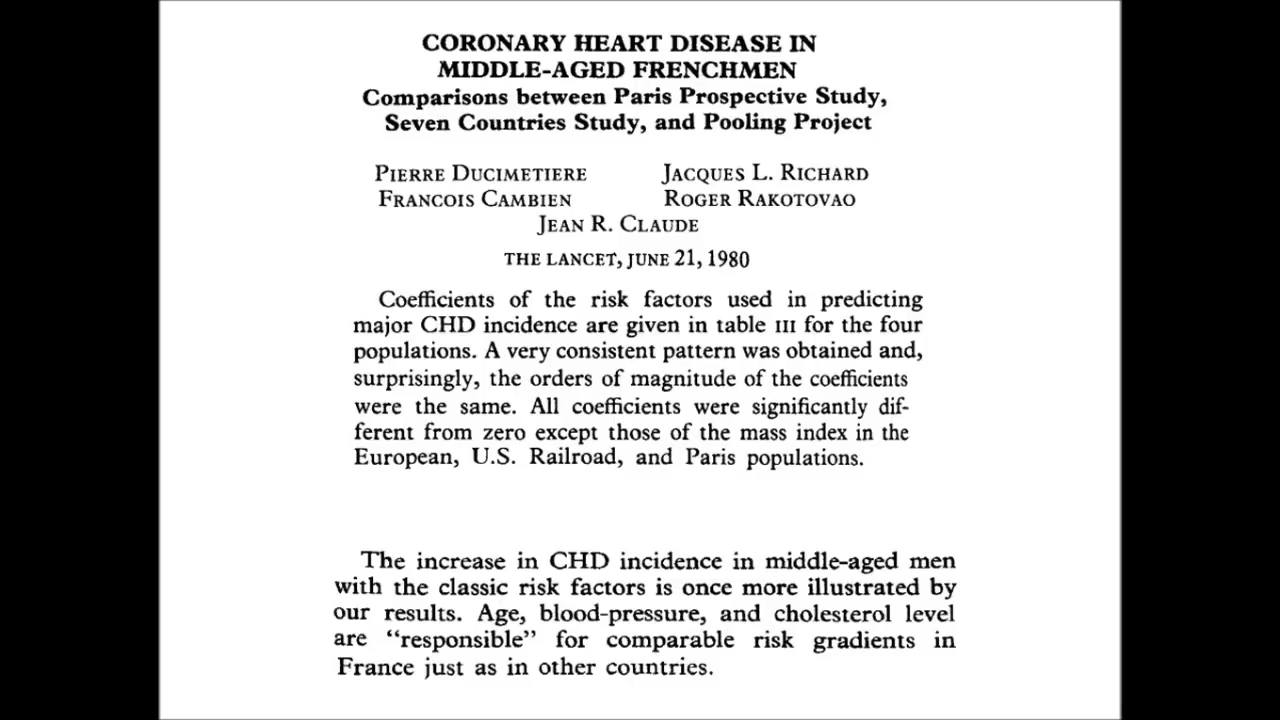 CORONARY HEART DISEASE IN
MIDDLE-AGED FRENCHMEN
Comparisons between Paris Prospective Study,
Seven Countries Study, and Pooling Project
PIERRE DUCIMETIERE JACQUES L. RICHARD
FRANCOIS CAMBIEN ROGER RAKOTOVAO
JEAN R. CLAUDE
THE LANCET, JUNE 21, 1980
Coefficients of the risk factors used in predicting
major CHD incidence are given in table III for the four
populations. A very consistent pattern was obtained and,
surprisingly, the orders of magnitude of the coefficients
were the same. All coefficients were significantly dif-
ferent from zero except those of the mass index in the
European, U.S. Railroad, and Paris populations.
The increase in CHD incidence in middle-aged men
with the classic risk factors is once more illustrated by
our results. Age, blood-pressure, and cholesterol level
are "responsible" for comparable risk gradients in
France just as in other countries.